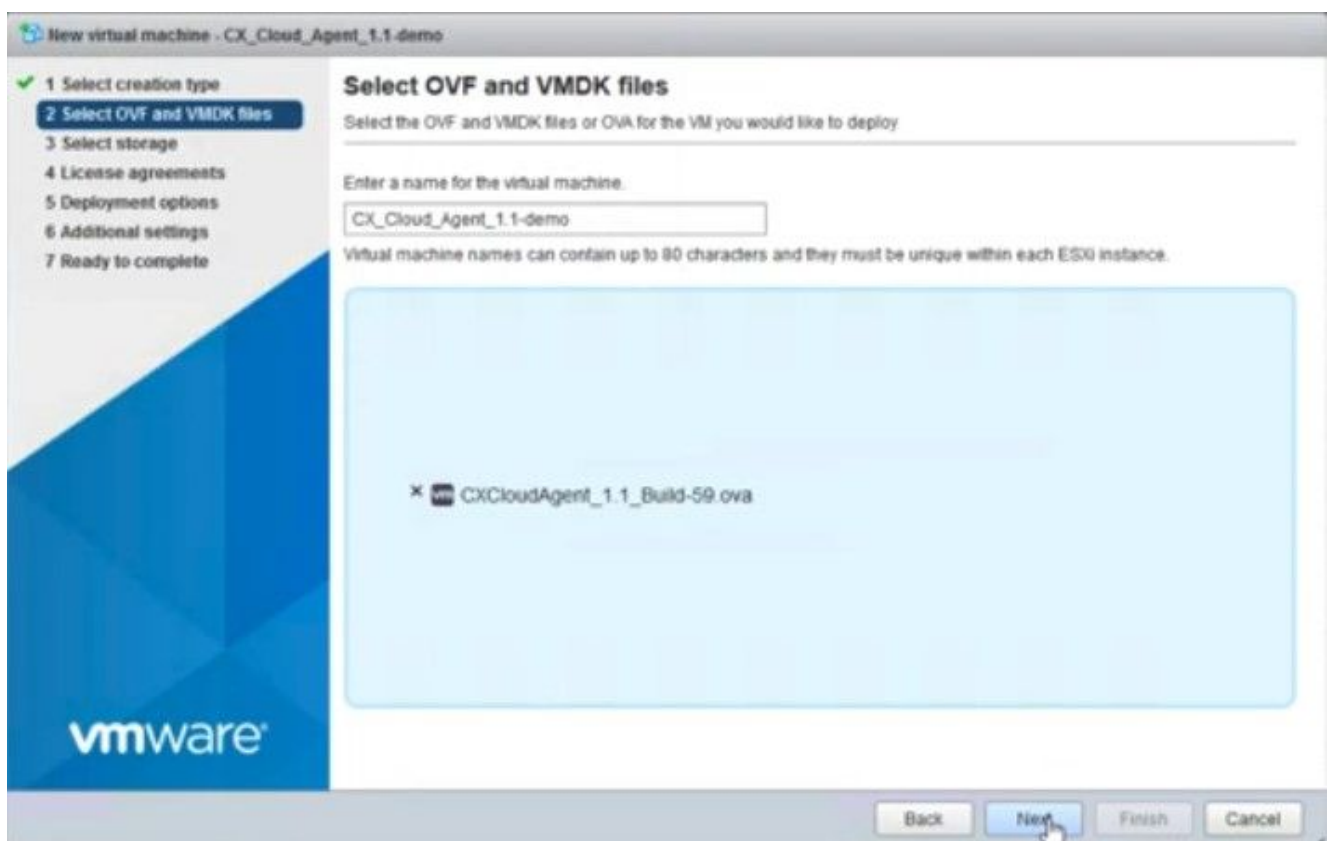 New virtual machine - CX_Cloud_Agent_1.1-demo
1 Select creation type
2 Select OVF and VMDK files
3 Select storage
4 License agreements
5 Deployment options
6 Additional settings
7 Ready to complete
vmware
Select OVF and VMDK files
Select the OVF and VMDK files or OVA for the VM you would like to deploy
Enter a name for the virtual machine.
CX_Cloud_Agent_1.1-demo
Virtual machine names can contain up to 80 characters and they must be unique within each ESXi instance.
vm CXCloudAgent_1.1_Build-59.ova
Back Next Finish Cancel